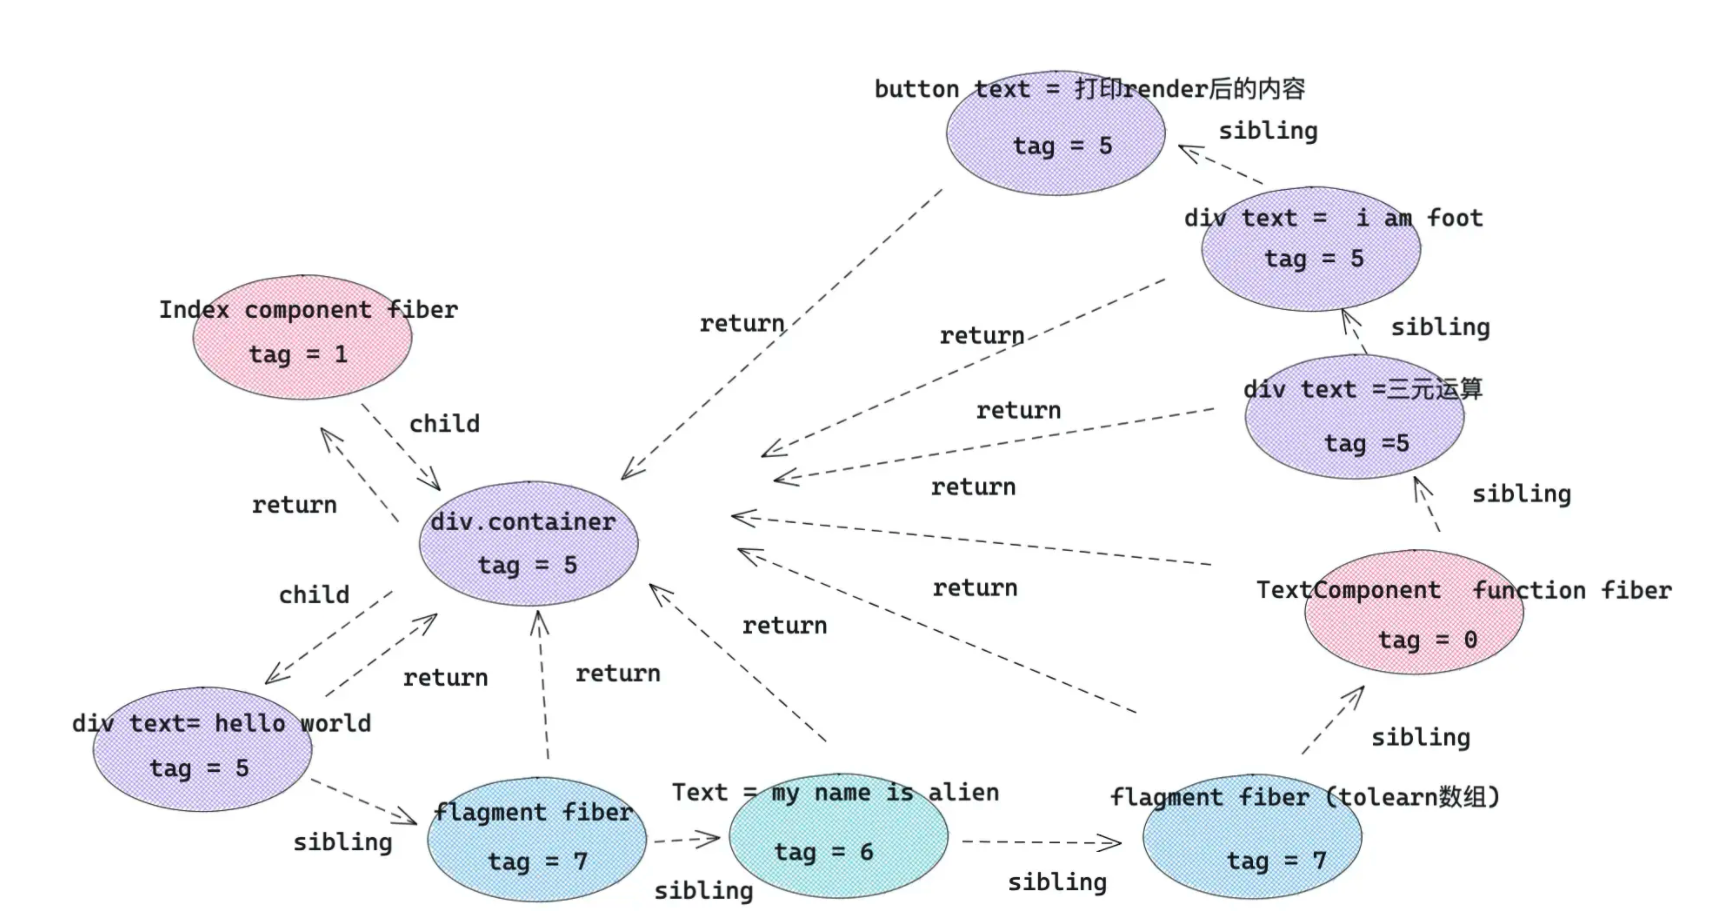 button text = 打印render后的内容
tag = 5
sibling
div text = i am foot
tag = 5
Index component fiber
tag = 1
return
return
sibling
div text =三元运算
tag =5
child
return
return
sibling
return
div.container
tag = 5
child
return
return
TextComponent function fiber
tag = 0
return
return
div text= hello world
tag = 5
sibling
Text = my name is alien
tag = 6
flagment fiber (tolearn数组)
tag = 7
flagment fiber
tag = 7
sibling
sibling
sibling